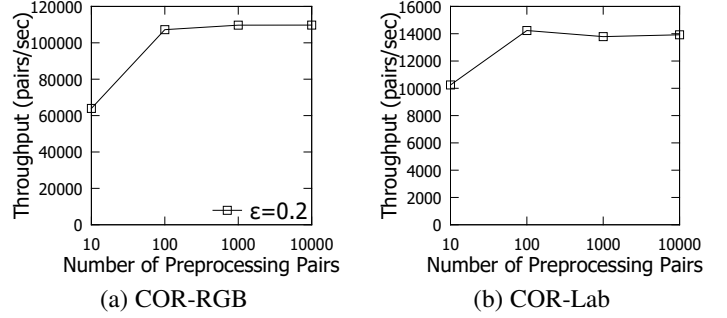 120000
100000
80000
60000
40000
20000
0
Throughput (pairs/sec)
ε=0.2
10 100 1000 10000
Number of Preprocessing Pairs
(a) COR-RGB
16000
14000
12000
10000
8000
6000
4000
2000
0
Throughput (pairs/sec)
10 100 1000 10000
Number of Preprocessing Pairs
(b) COR-Lab